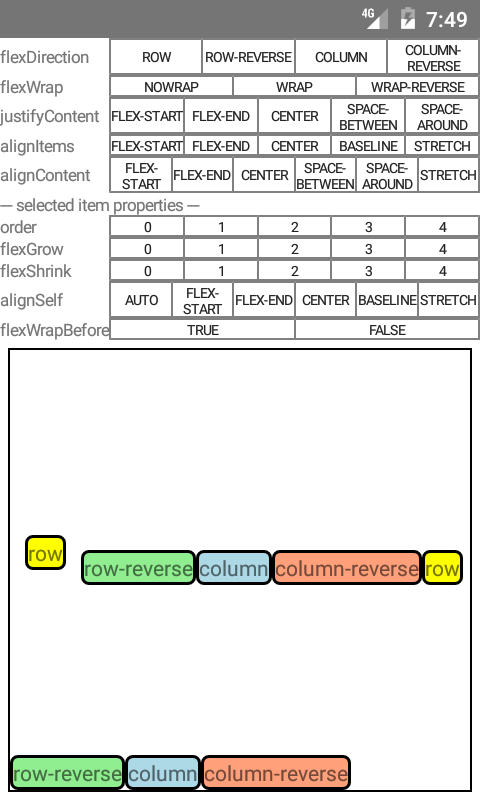 4G 7:49
flexDirection ROW ROW-REVERSE COLUMN COLUMN-REVERSE
flexWrap NOWRAP WRAP WRAP-REVERSE
justifyContent FLEX-START FLEX-END CENTER SPACE-BETWEEN SPACE-AROUND
alignItems FLEX-START FLEX-END CENTER BASELINE STRETCH
alignContent FLEX-START FLEX-END CENTER SPACE-BETWEEN SPACE-AROUND STRETCH
--- selected item properties ---
order 0 1 2 3 4
flexGrow 0 1 2 3 4
flexShrink 0 1 2 3 4
alignSelf AUTO FLEX-START FLEX-END CENTER BASELINE STRETCH
flexWrapBefore TRUE FALSE
row
row-reverse column column-reverse row
row-reverse column column-reverse